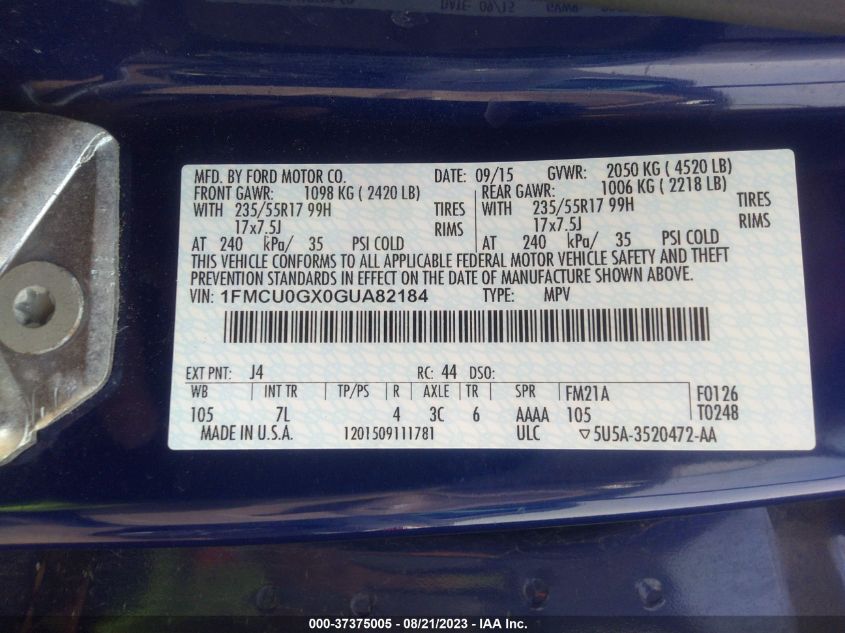 MFD. BY FORD MOTOR CO. DATE: 09/15 GVWR: 2050 KG ( 4520 LB)
FRONT GAWR: 1098 KG ( 2420 LB) REAR GAWR: 1006 KG ( 2218 LB)
WITH 235/55R17 99H TIRES WITH 235/55R17 99H TIRES
17x7.5J RIMS 17x7.5J RIMS
AT 240 kPa/ 35 PSI COLD AT 240 kPa/ 35 PSI COLD
THIS VEHICLE CONFORMS TO ALL APPLICABLE FEDERAL MOTOR VEHICLE SAFETY AND THEFT
PREVENTION STANDARDS IN EFFECT ON THE DATE OF MANUFACTURE SHOWN ABOVE.
VIN: 1FMCU0GX0GUA82184 TYPE: MPV
EXT PNT: J4 RC: 44 DSO:
WB INT TR TP/PS R AXLE TR SPR FM21A F0126
105 7L 4 3C 6 AAAA 105 T0248
MADE IN U.S.A. 1201509111781 ULC ▽5U5A-3520472-AA
000-37375005 - 08/21/2023 - IAA Inc.